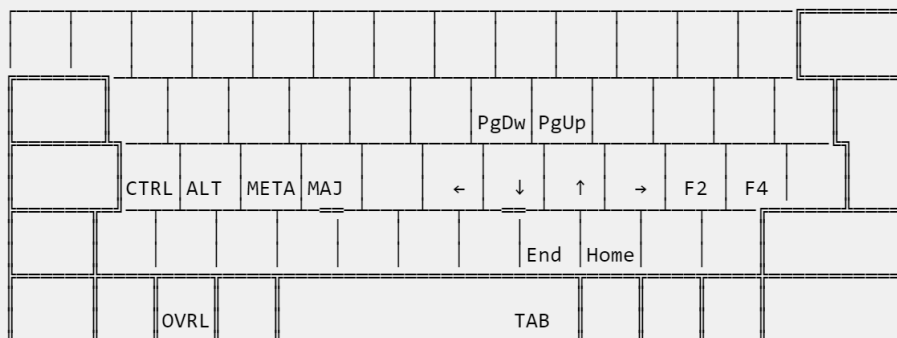 PgDw PgUp
CTRL ALT META MAJ ← ↓ ↑ → F2 F4
End Home
OVRL TAB